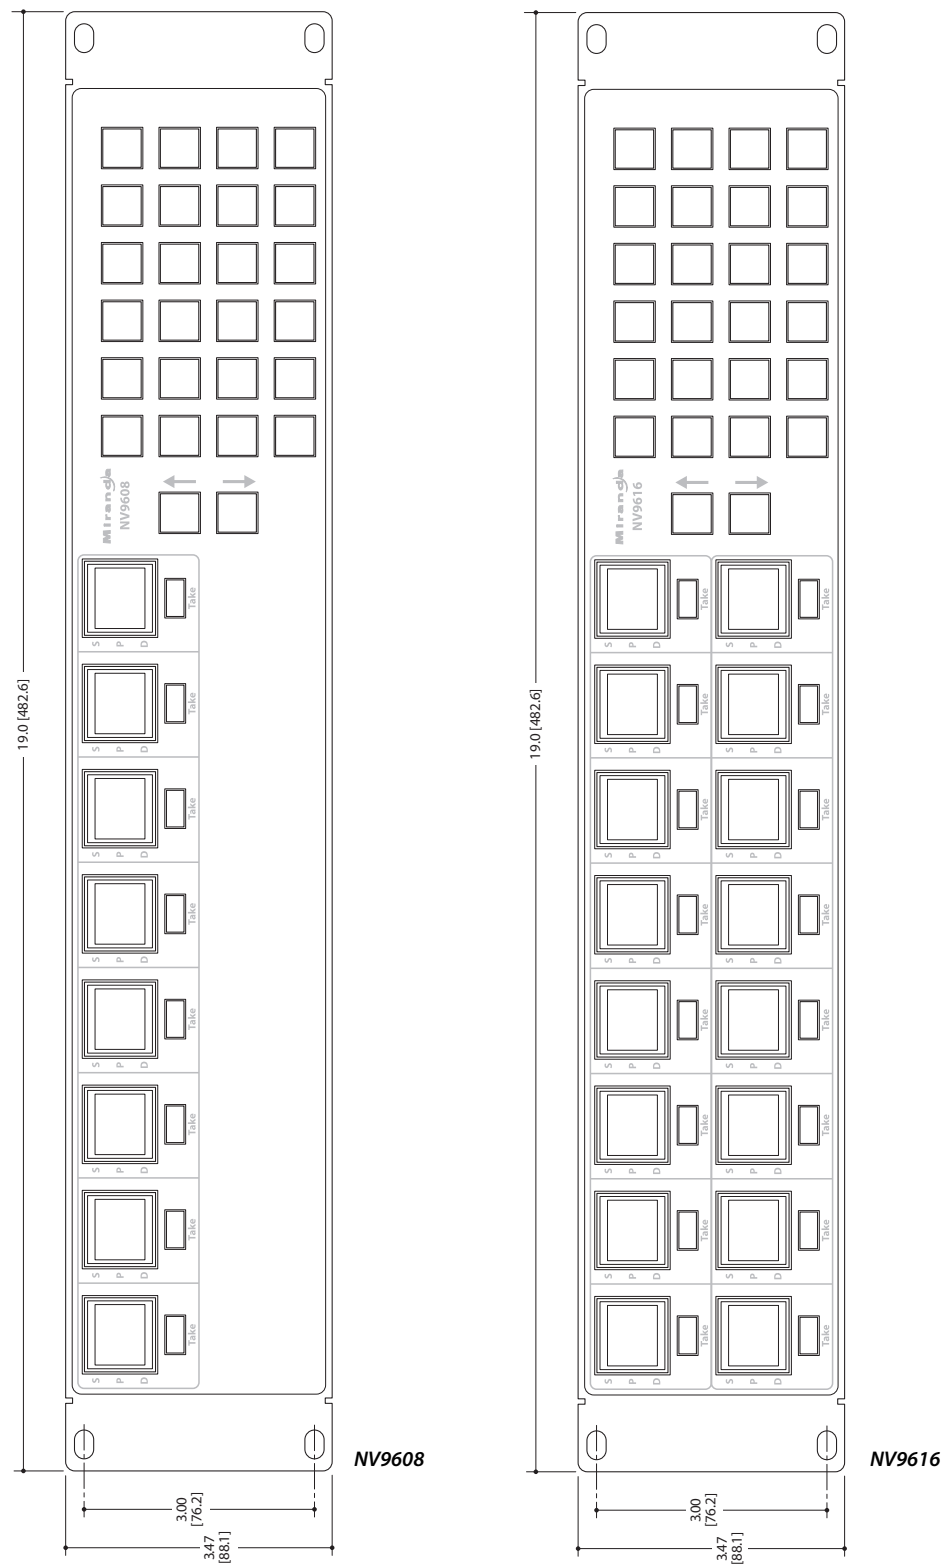 19.0 [482.6]
Miranda
NV9608
Take
S P D
Take
S P D
Take
S P D
Take
S P D
Take
S P D
Take
S P D
Take
S P D
Take
S P D
3.00
[76.2]
3.47
[88.1]
NV9608
19.0 [482.6]
Miranda
NV9616
Take Take
S P D S P D
Take Take
S P D S P D
Take Take
S P D S P D
Take Take
S P D S P D
Take Take
S P D S P D
Take Take
S P D S P D
Take Take
S P D S P D
Take Take
S P D S P D
3.00
[76.2]
3.47
[88.1]
NV9616